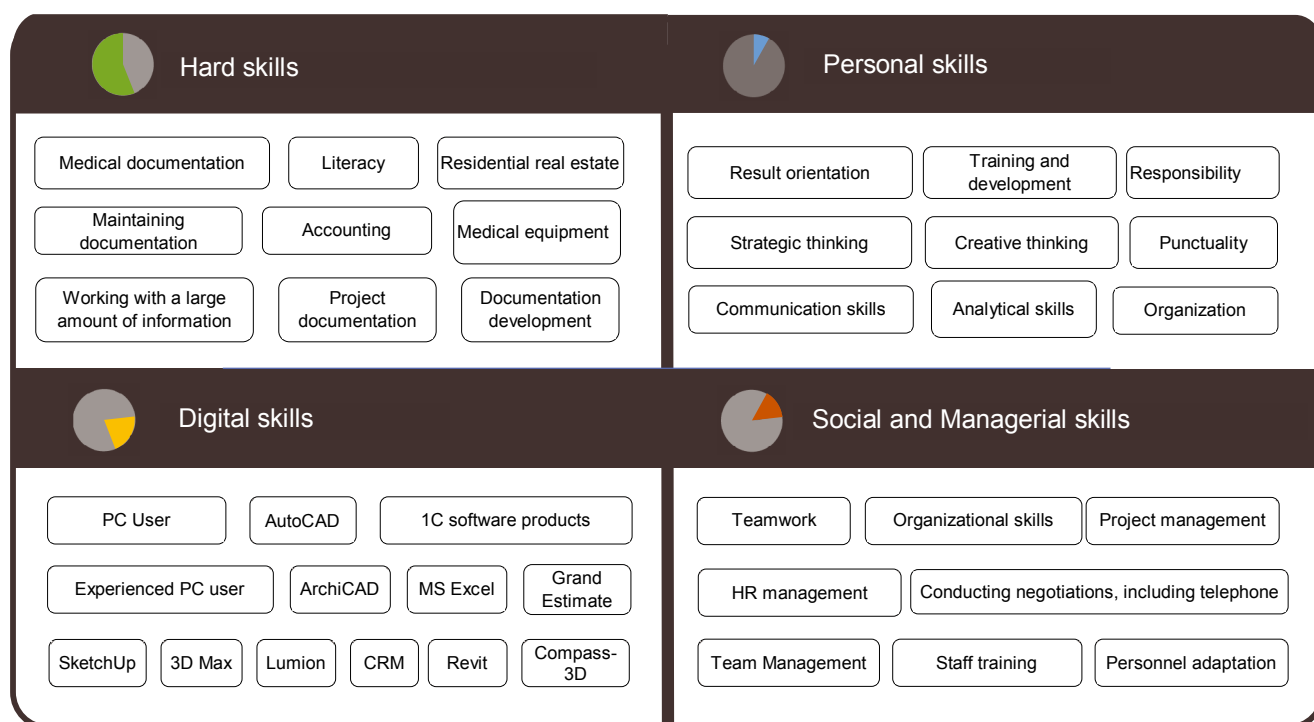 Hard skills
Medical documentation
Literacy
Residential real estate
Maintaining
documentation
Accounting
Medical equipment
Working with a large
amount of information
Project
documentation
Documentation
development
Personal skills
Result orientation
Training and
development
Responsibility
Strategic thinking
Creative thinking
Punctuality
Communication skills
Analytical skills
Organization
Digital skills
PC User
AutoCAD
1C software products
Experienced PC user
ArchiCAD
MS Excel
Grand
Estimate
SketchUp
3D Max
Lumion
CRM
Revit
Compass-
3D
Social and Managerial skills
Teamwork
Organizational skills
Project management
HR management
Conducting negotiations, including telephone
Team Management
Staff training
Personnel adaptation